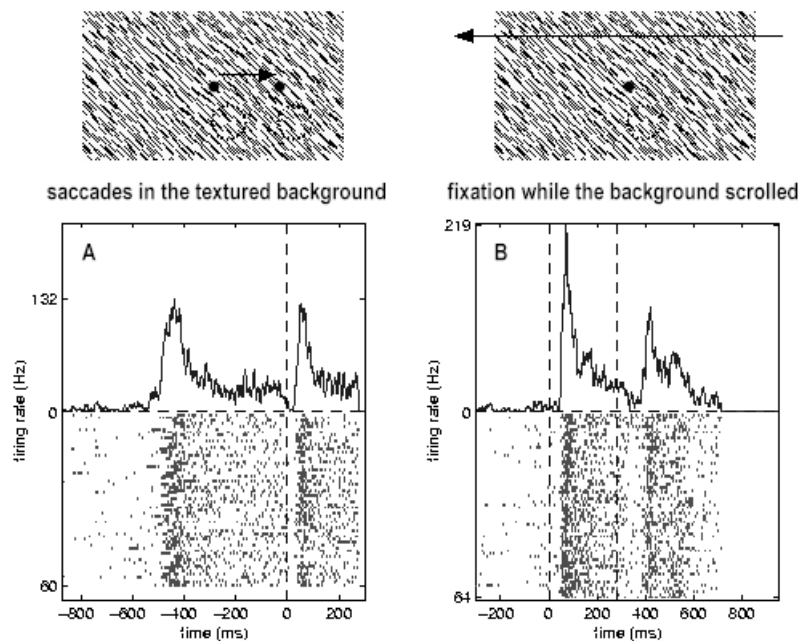 saccades in the textured background
fixation while the background scrolled
A
132
0
60
firing rate (Hz)
−800 −600 −400 −200 0 200
time (ms)
B
219
0
64
firing rate (Hz)
−200 0 200 400 600 800
time (ms)